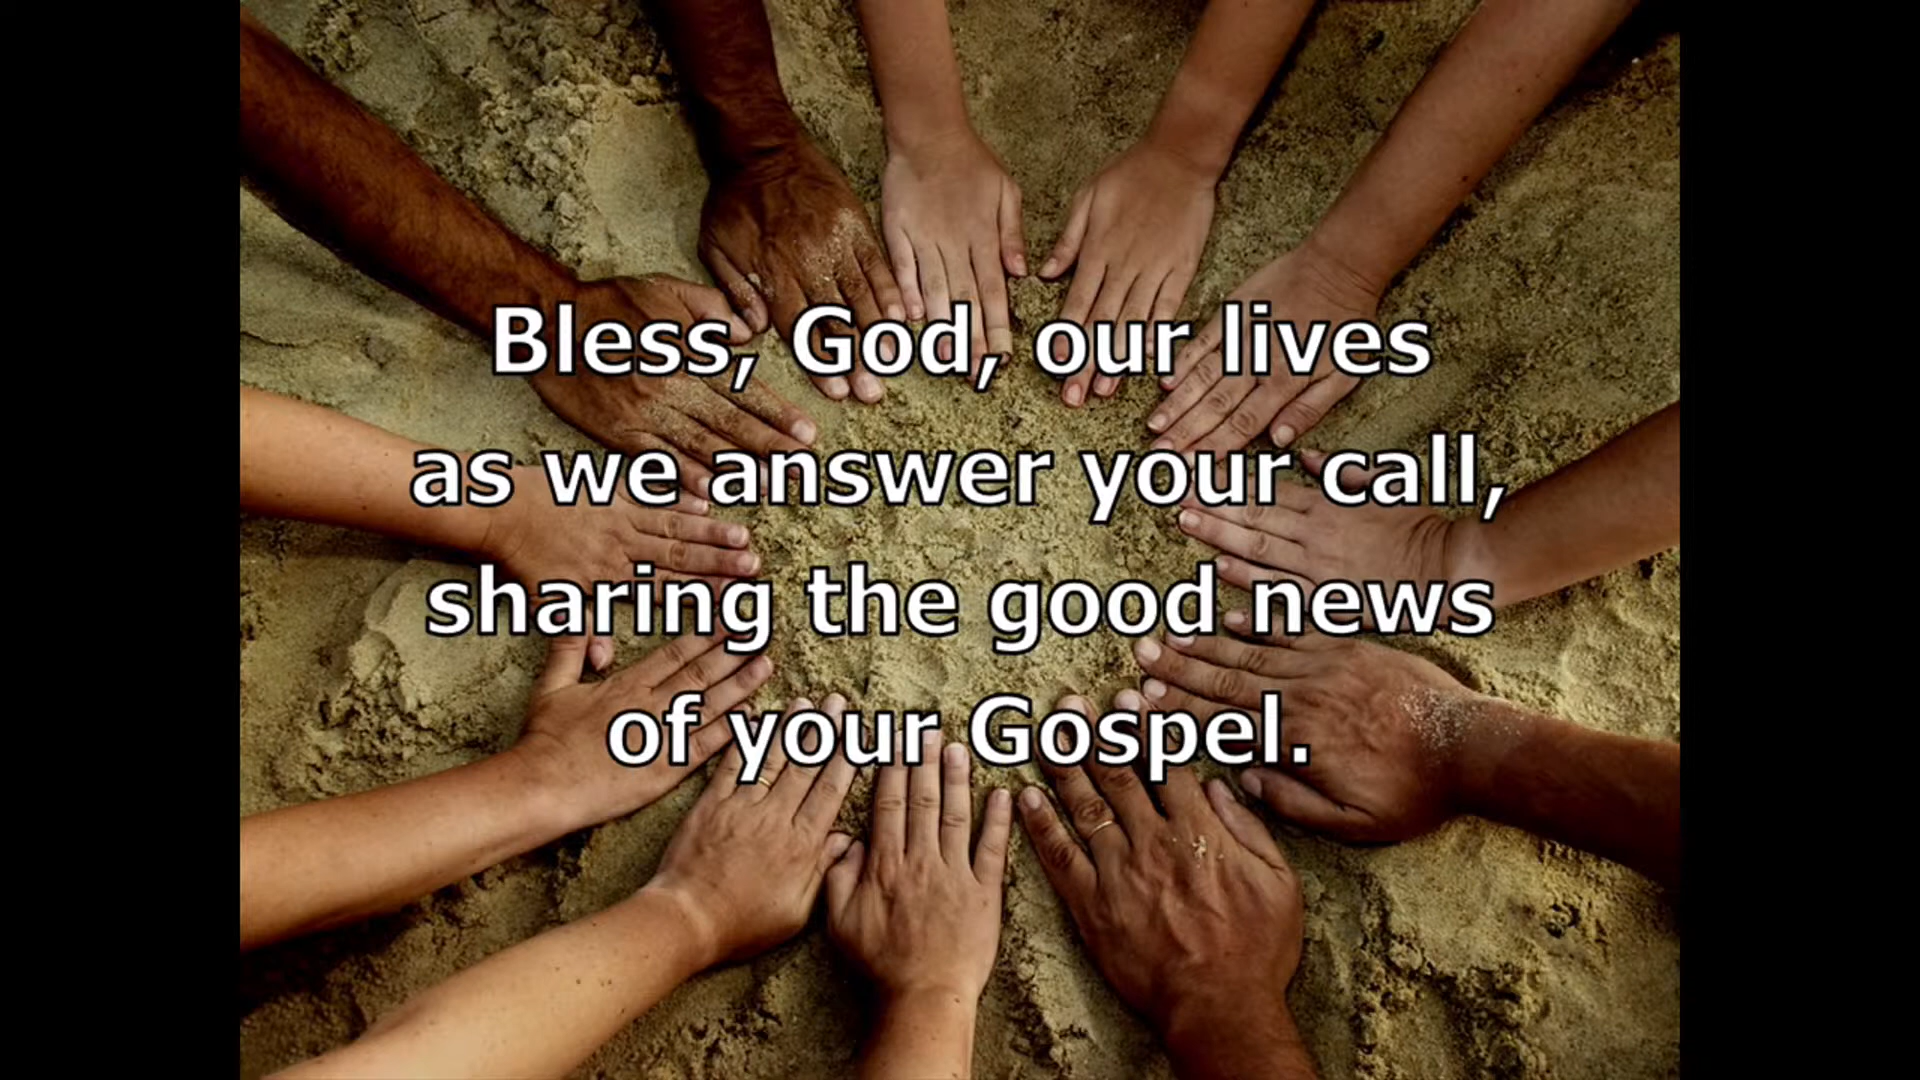 Bless, God, our lives
as we answer your call,
sharing the good news
of your Gospel.